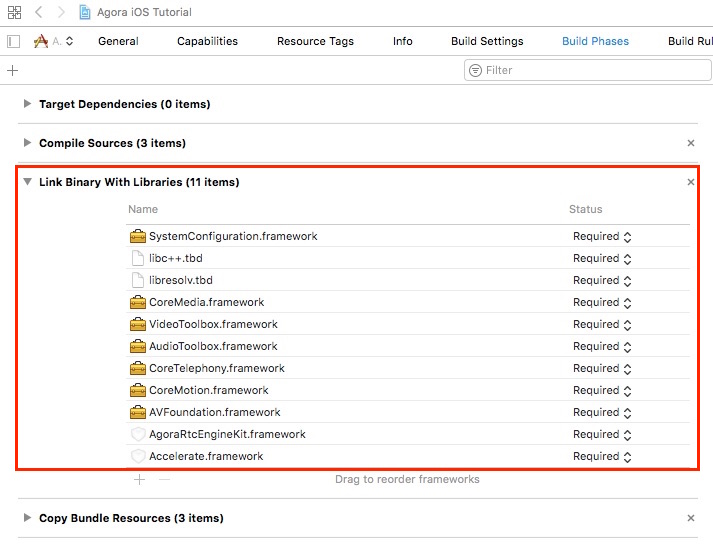 Agora iOS Tutorial
A. General Capabilities Resource Tags Info Build Settings Build Phases Build Rul
Filter
Target Dependencies (0 items)
Compile Sources (3 items)
Link Binary With Libraries (11 items)
Name Status
SystemConfiguration.framework Required
libc++.tbd Required
libresolv.tbd Required
CoreMedia.framework Required
VideoToolbox.framework Required
AudioToolbox.framework Required
CoreTelephony.framework Required
CoreMotion.framework Required
AVFoundation.framework Required
AgoraRtcEngineKit.framework Required
Accelerate.framework Required
Drag to reorder frameworks
Copy Bundle Resources (3 items)